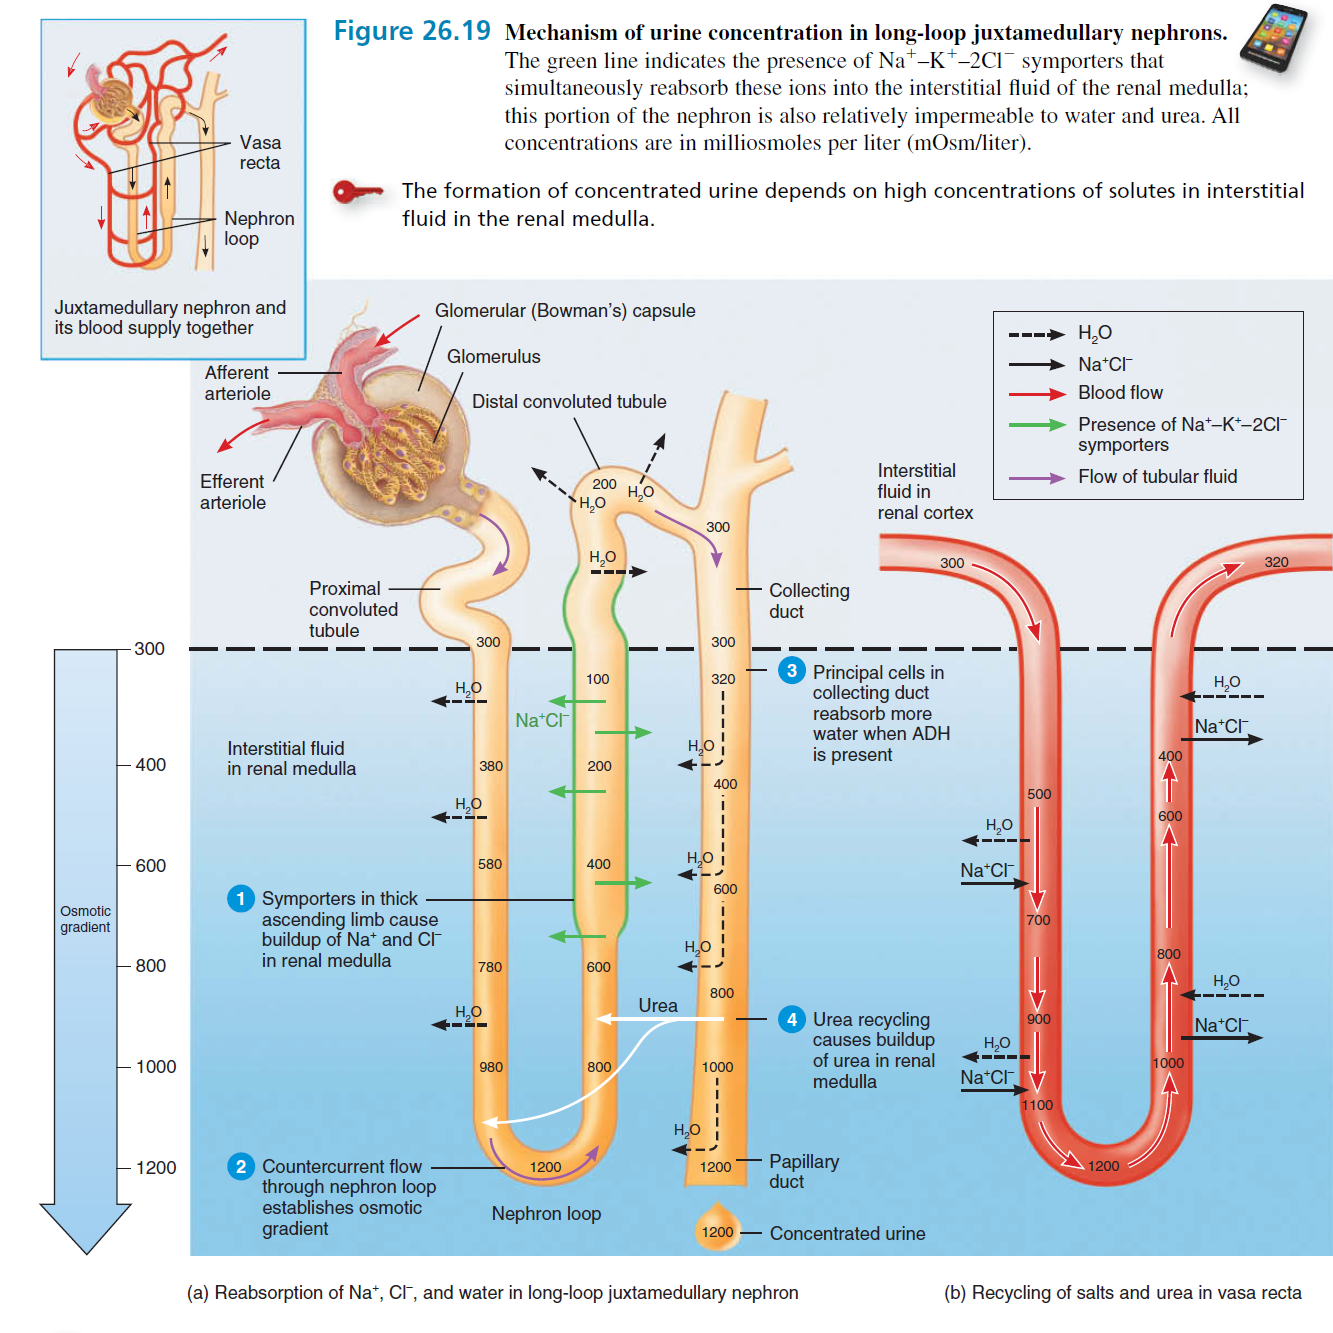 Figure 26.19 Mechanism of urine concentration in long-loop juxtamedullary nephrons.
The green line indicates the presence of Na⁺–K⁺–2Cl⁻ symporters that
simultaneously reabsorb these ions into the interstitial fluid of the renal medulla;
this portion of the nephron is also relatively impermeable to water and urea. All
concentrations are in milliosmoles per liter (mOsm/liter).
The formation of concentrated urine depends on high concentrations of solutes in interstitial
fluid in the renal medulla.
Vasa
recta
Nephron
loop
Juxtamedullary nephron and
its blood supply together
Glomerular (Bowman's) capsule
Glomerulus
Afferent
arteriole
Distal convoluted tubule
Efferent
arteriole
Proximal
convoluted
tubule
200
H₂O
H₂O
H₂O
300
Collecting
duct
H₂O
Na⁺Cl⁻
Blood flow
Presence of Na⁺–K⁺–2Cl⁻
symporters
Flow of tubular fluid
Interstitial
fluid in
renal cortex
300
320
300
400
600
800
1000
1200
Osmotic
gradient
Interstitial fluid
in renal medulla
300
H₂O
380
H₂O
580
780
H₂O
980
1200
100
Na⁺Cl⁻
200
400
600
800
300
320
H₂O
400
H₂O
600
H₂O
800
Urea
1000
H₂O
1200
1 Symporters in thick
ascending limb cause
buildup of Na⁺ and Cl⁻
in renal medulla
2 Countercurrent flow
through nephron loop
establishes osmotic
gradient
Nephron loop
3 Principal cells in
collecting duct
reabsorb more
water when ADH
is present
4 Urea recycling
causes buildup
of urea in renal
medulla
Papillary
duct
1200
Concentrated urine
500
H₂O
Na⁺Cl⁻
700
900
H₂O
Na⁺Cl⁻
1100
1200
H₂O
Na⁺Cl⁻
400
600
800
H₂O
Na⁺Cl⁻
1000
(a) Reabsorption of Na⁺, Cl⁻, and water in long-loop juxtamedullary nephron
(b) Recycling of salts and urea in vasa recta